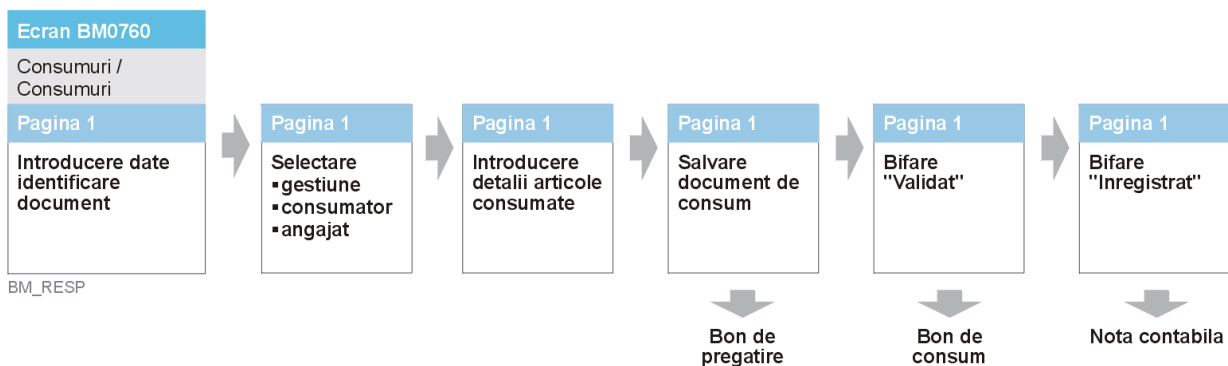 Ecran BM0760
Consumuri /
Consumuri
Pagina 1
Introducere date
identificare
document
BM_RESP
Pagina 1
Selectare
▪gestiune
▪consumator
▪angajat
Pagina 1
Introducere
detalii articole
consumate
Pagina 1
Salvare
document de
consum
Bon de
pregatire
Pagina 1
Bifare
"Validat"
Bon de
consum
Pagina 1
Bifare
"Inregistrat"
Nota contabila